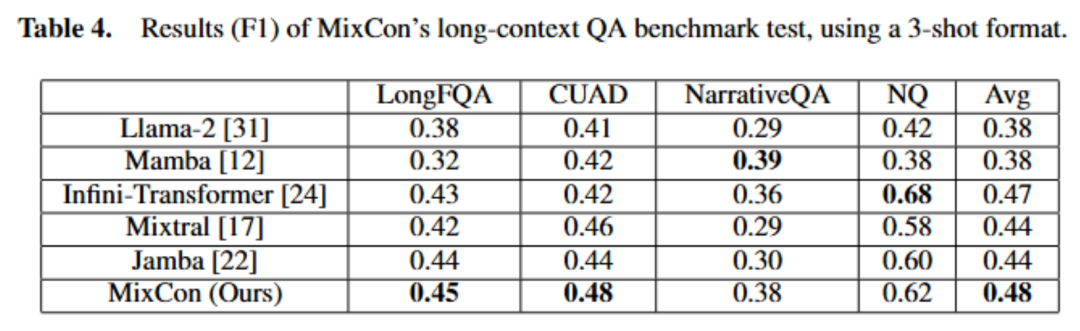 Table 4. Results (F1) of MixCon's long-context QA benchmark test, using a 3-shot format.
LongFQA CUAD NarrativeQA NQ Avg
Llama-2 [31] 0.38 0.41 0.29 0.42 0.38
Mamba [12] 0.32 0.42 0.39 0.38 0.38
Infini-Transformer [24] 0.43 0.42 0.36 0.68 0.47
Mixtral [17] 0.42 0.46 0.29 0.58 0.44
Jamba [22] 0.44 0.44 0.30 0.60 0.44
MixCon (Ours) 0.45 0.48 0.38 0.62 0.48